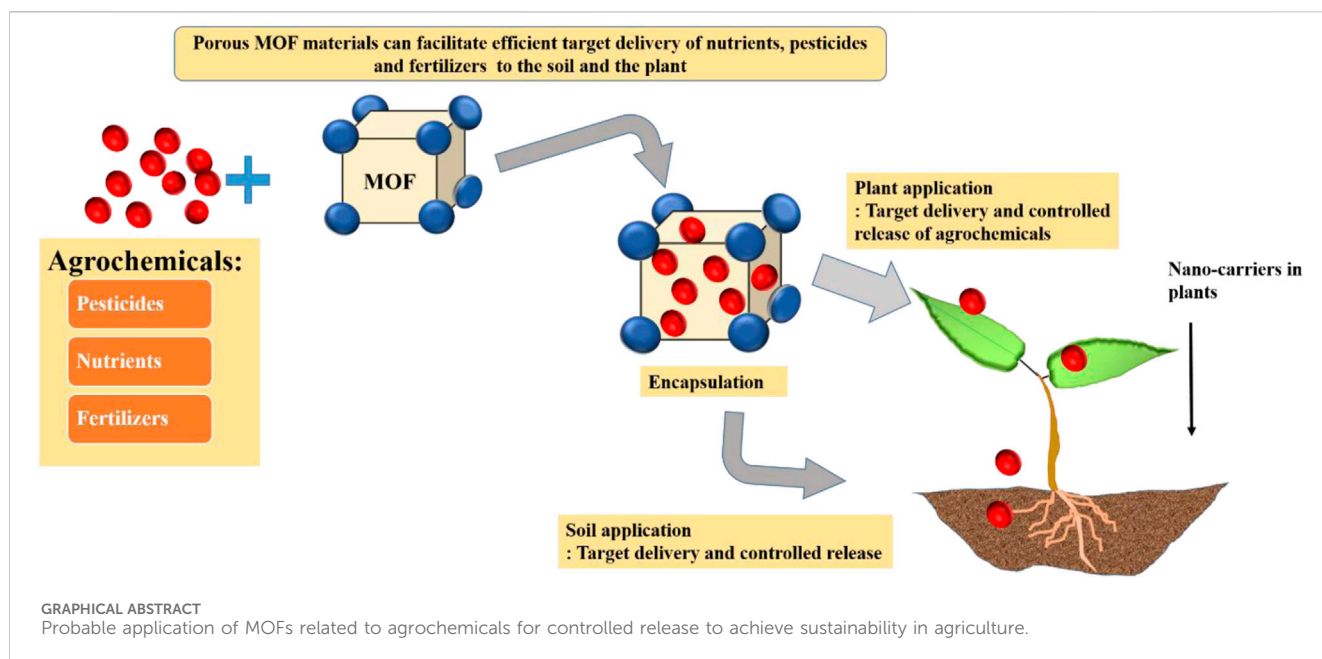 Porous MOF materials can facilitate efficient target delivery of nutrients, pesticides
and fertilizers to the soil and the plant
MOF
Agrochemicals:
Pesticides
Nutrients
Fertilizers
Encapsulation
Plant application
: Target delivery and controlled
release of agrochemicals
Nano-carriers in
plants
Soil application
: Target delivery and controlled release
GRAPHICAL ABSTRACT
Probable application of MOFs related to agrochemicals for controlled release to achieve sustainability in agriculture.